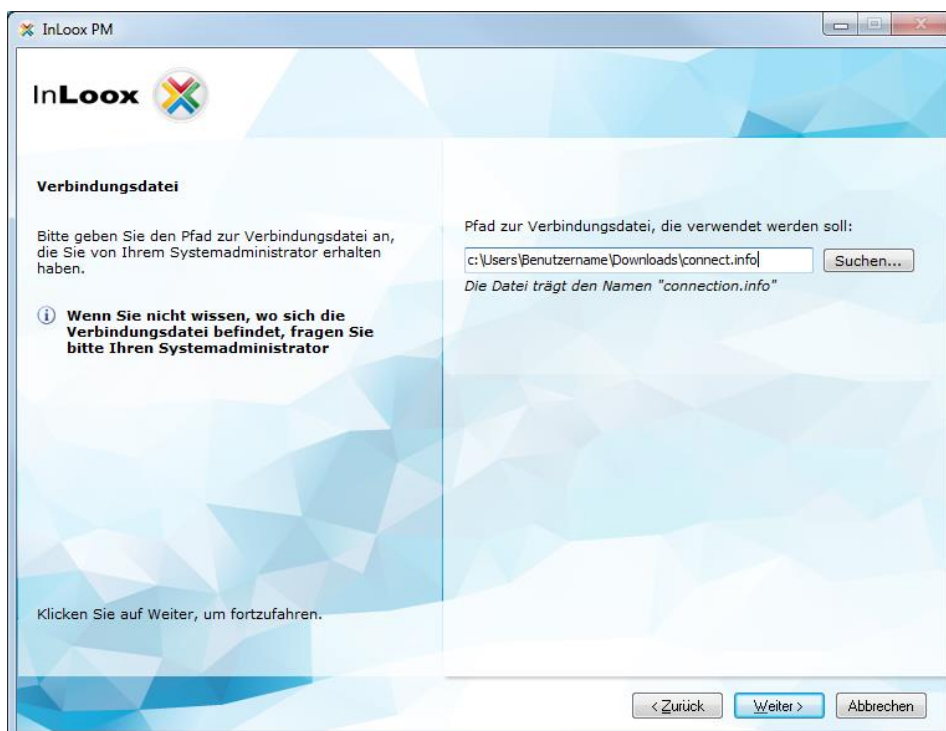 InLoox PM
InLoox
Verbindungsdatei
Bitte geben Sie den Pfad zur Verbindungsdatei an,
die Sie von Ihrem Systemadministrator erhalten
haben.
Wenn Sie nicht wissen, wo sich die
Verbindungsdatei befindet, fragen Sie
bitte Ihren Systemadministrator
Klicken Sie auf Weiter, um fortzufahren.
Pfad zur Verbindungsdatei, die verwendet werden soll:
c:\Users\Benutzername\Downloads\connect.info
Suchen...
Die Datei trägt den Namen "connection.info"
< Zurück
Weiter >
Abbrechen